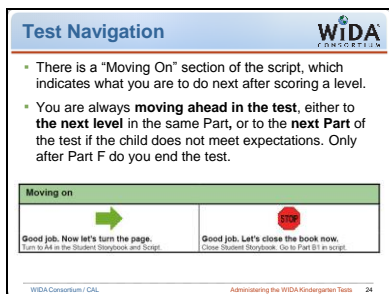 Test Navigation
WiDA
CONSORTIUM
There is a “Moving On” section of the script, which
indicates what you are to do next after scoring a level.
You are always moving ahead in the test, either to
the next level in the same Part, or to the next Part of
the test if the child does not meet expectations. Only
after Part F do you end the test.
Moving on
STOP
Good job. Now let's turn the page.
Turn to A4 in the Student Storybook and Script.
Good job. Let's close the book now.
Close Student Storybook. Go to Part B1 in script.
WIDA Consortium / CAL
Administering the WIDA Kindergarten Tests
24